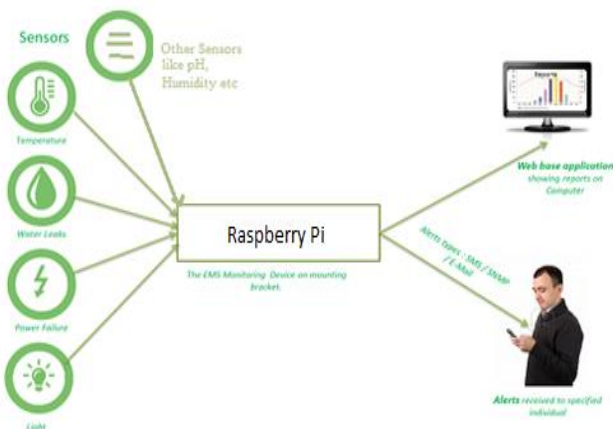 Sensors
Other Sensors
like pH,
Humidity etc
Temperature
Water Leaks
Power Failure
Light
Raspberry Pi
The EMS Monitoring Device on mounting
bracket.
Reports
Web base application
showing reports on
Computer
Alerts types : SMS / SNMP
/ E-Mail
Alerts received to specified
individual